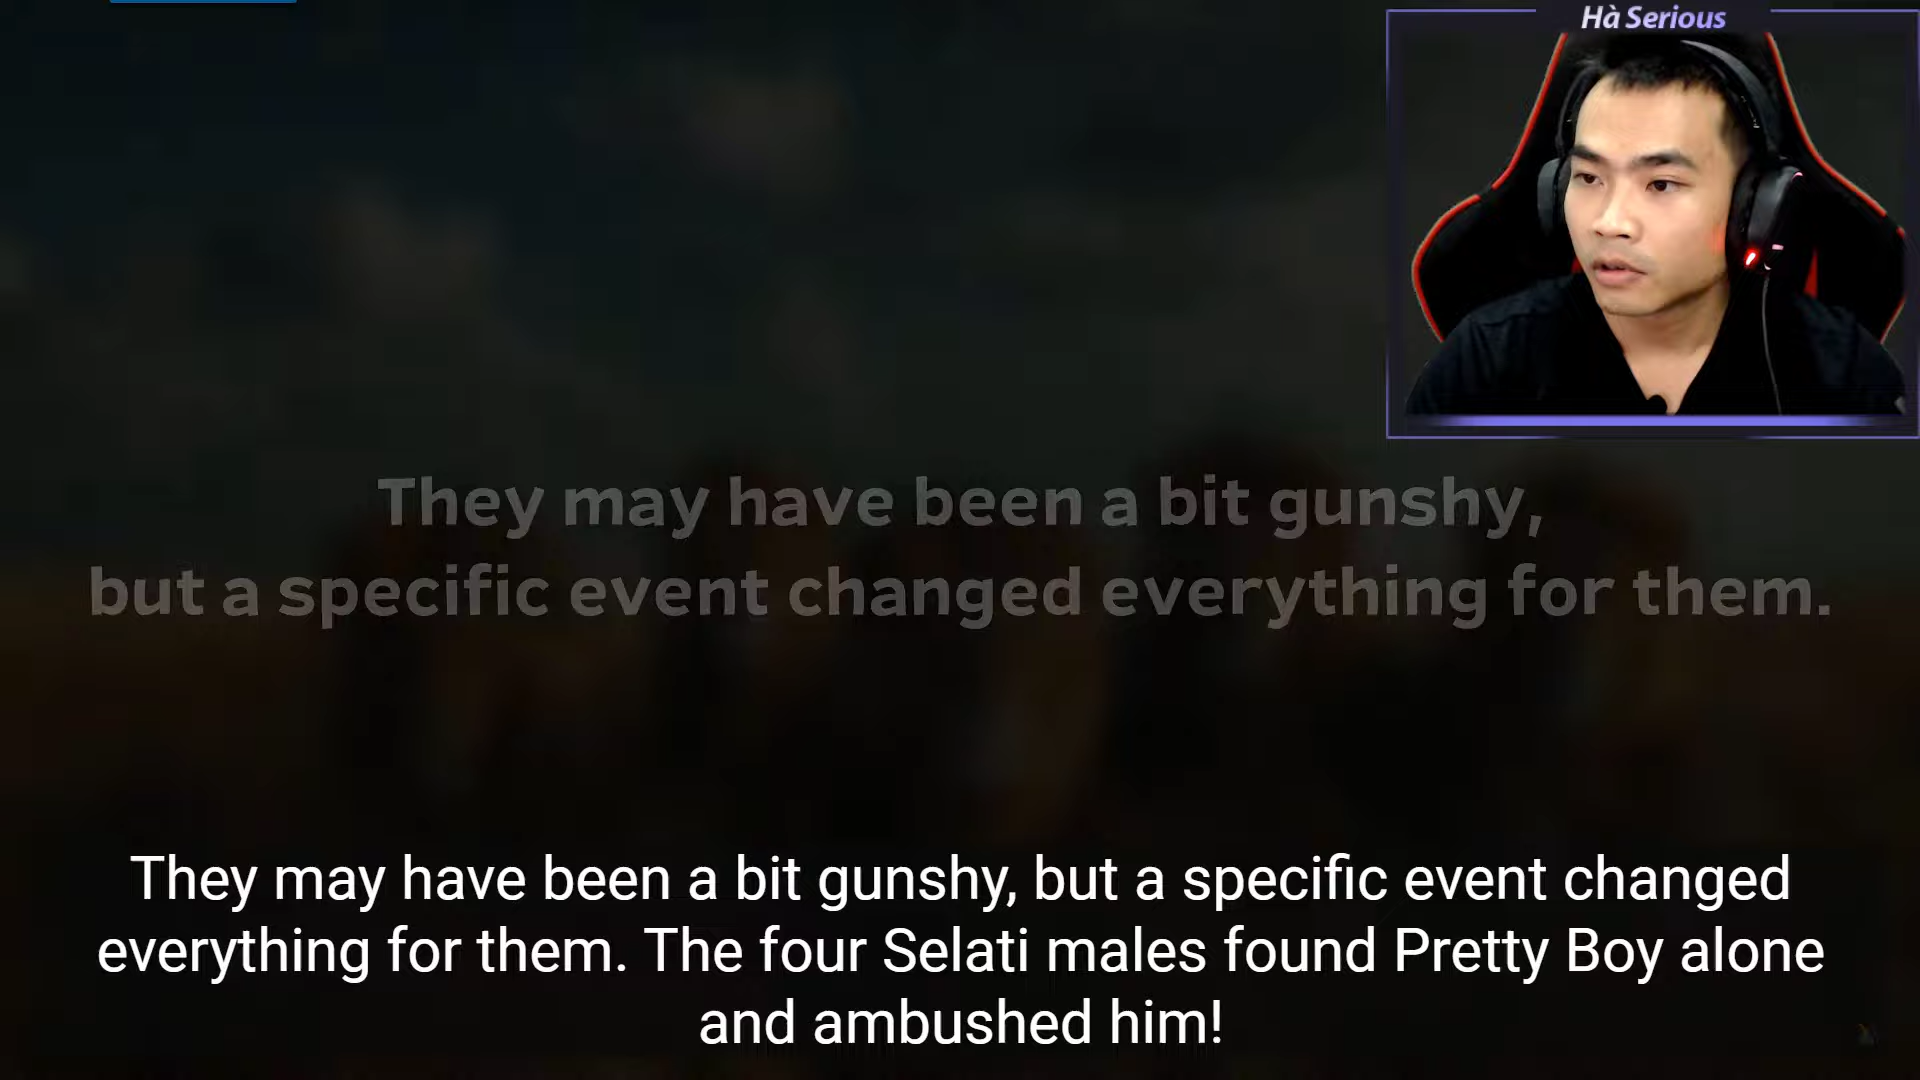 Hà Serious
They may have been a bit gunshy,
but a specific event changed everything for them.
They may have been a bit gunshy, but a specific event changed
everything for them. The four Selati males found Pretty Boy alone
and ambushed him!